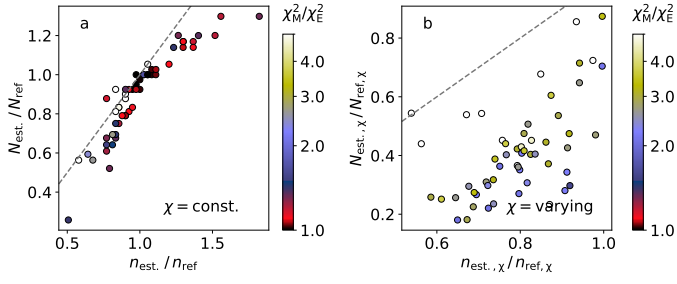 a
χ = const.
N_est. / N_ref
1.2
1.0
0.8
0.6
0.4
0.5
1.0
1.5
n_est. / n_ref
χ²_M/χ²_E
4.0
3.0
2.0
1.0
b
χ = varying
N_est., χ / N_ref, χ
0.8
0.6
0.4
0.2
0.6
0.8
1.0
n_est., χ / n_ref, χ
χ²_M/χ²_E
4.0
3.0
2.0
1.0